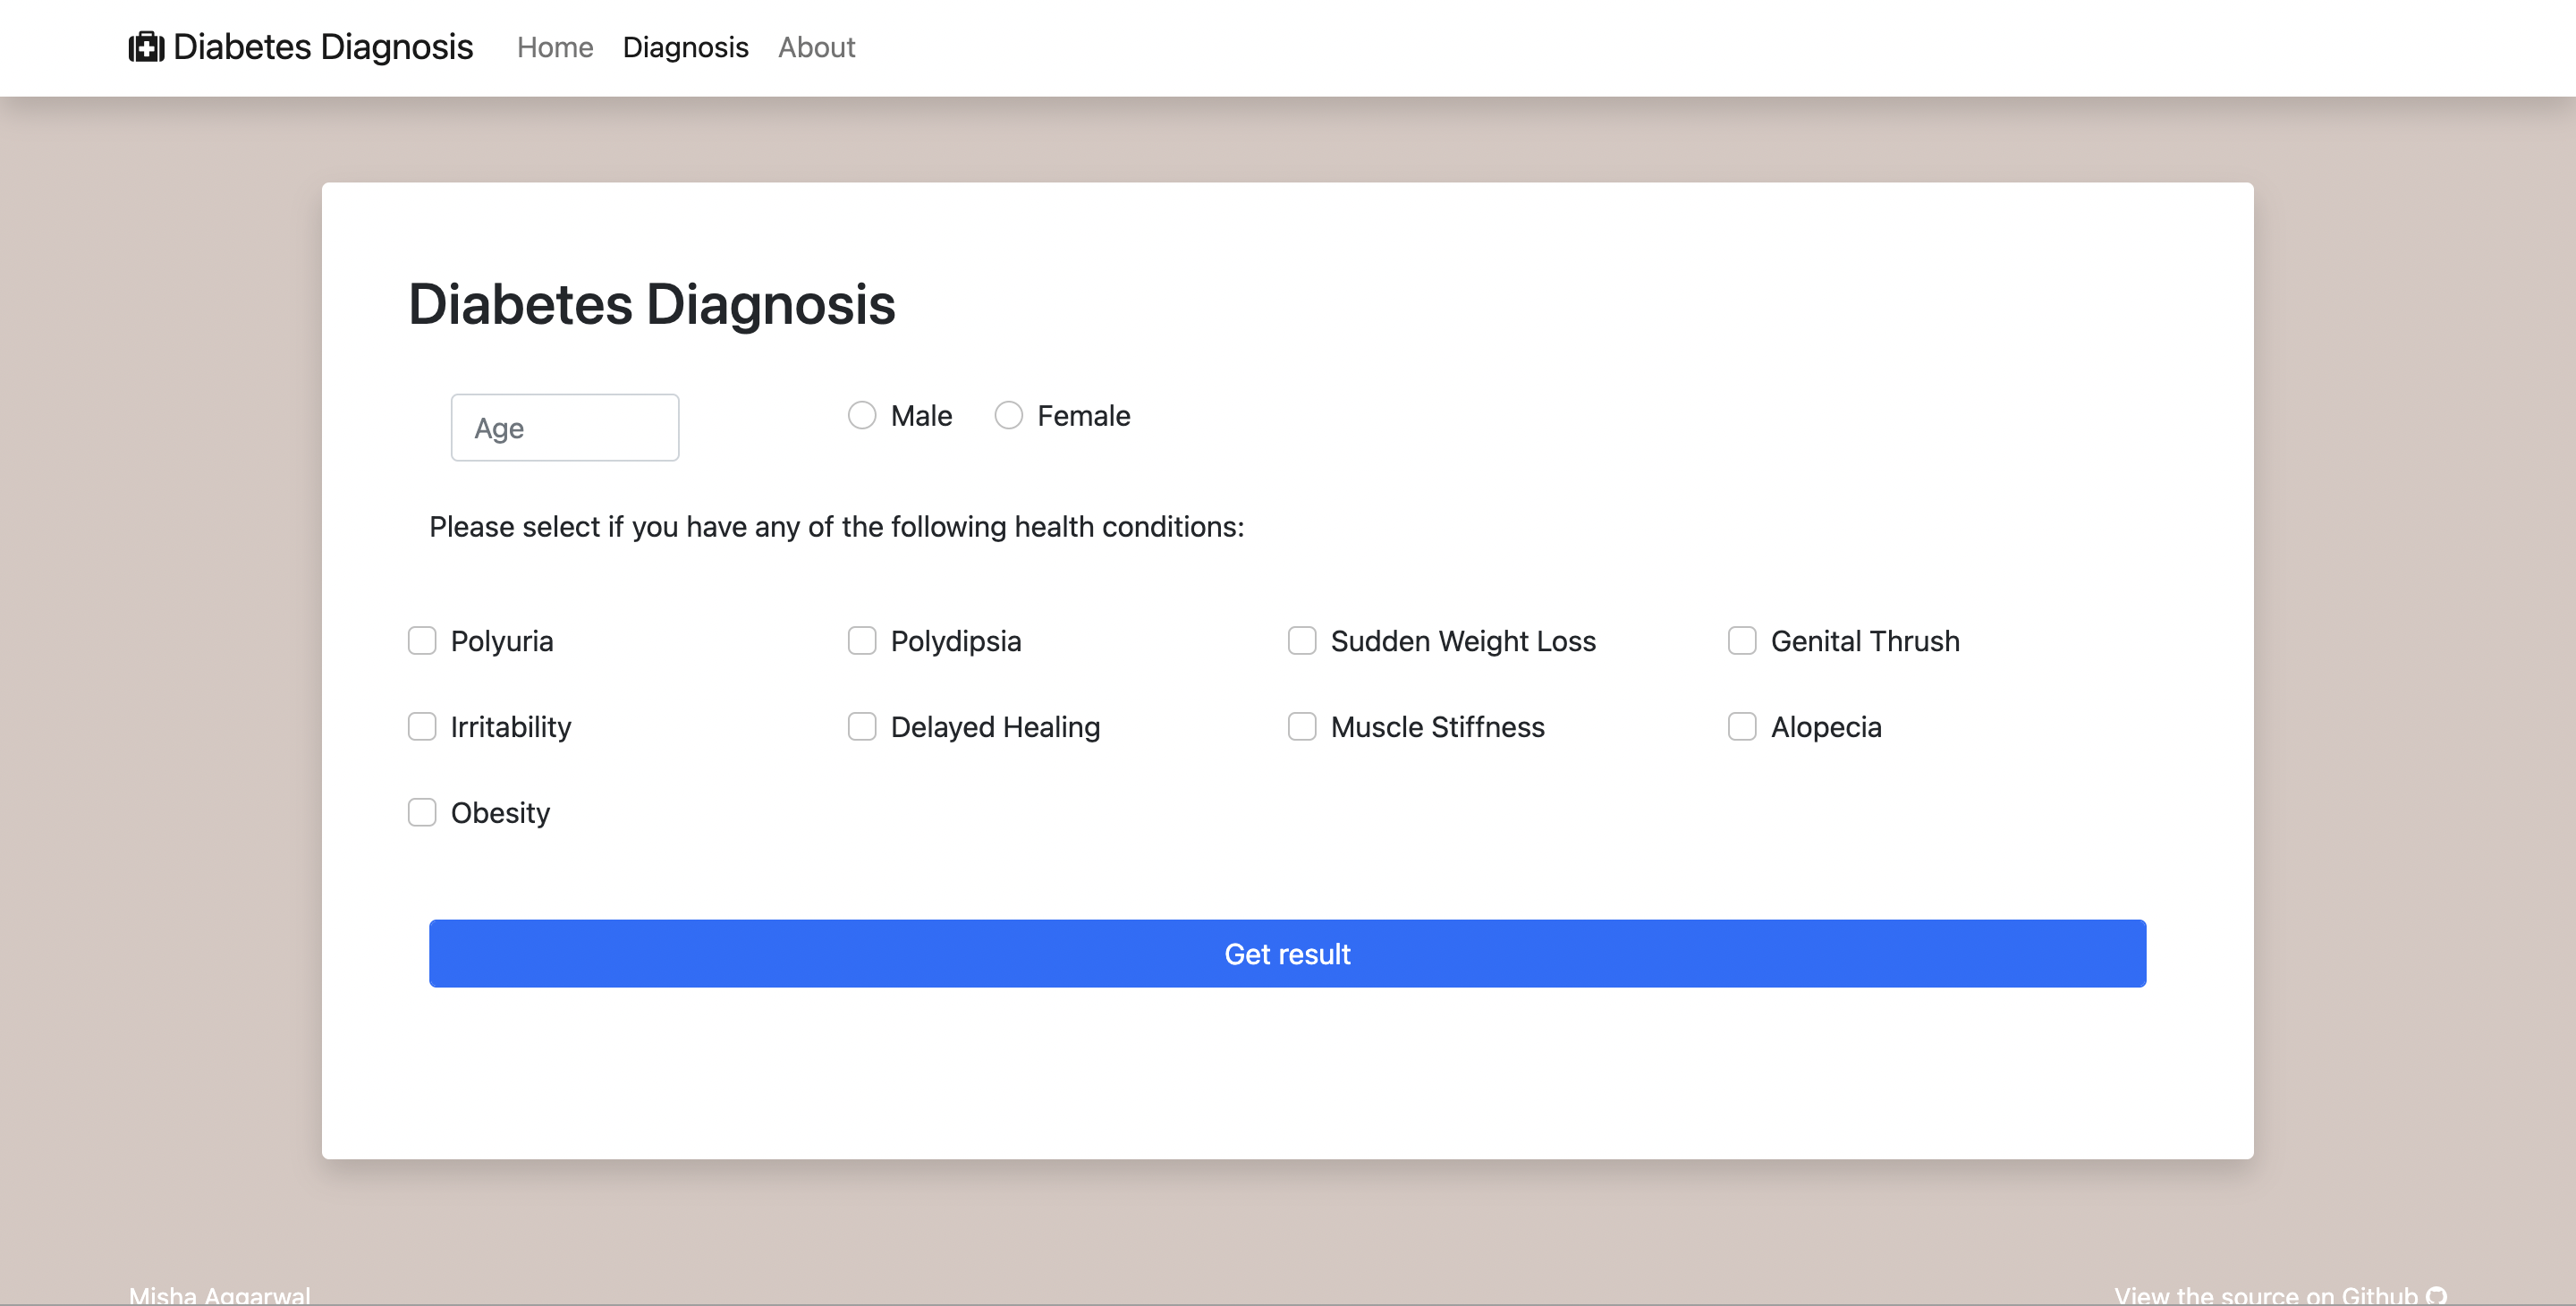 Diabetes Diagnosis Home Diagnosis About
Diabetes Diagnosis
Age Male Female
Please select if you have any of the following health conditions:
Polyuria Polydipsia Sudden Weight Loss Genital Thrush
Irritability Delayed Healing Muscle Stiffness Alopecia
Obesity
Get result
Misha Aggarwal View the source on Github